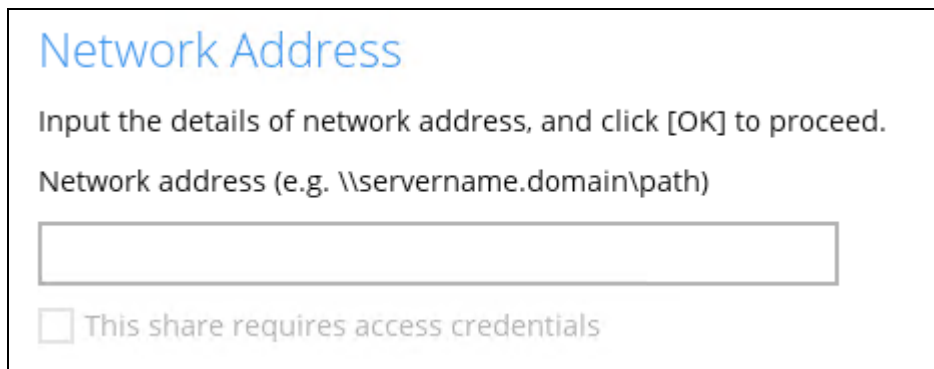 Network Address
Input the details of network address, and click [OK] to proceed.
Network address (e.g. \\servername.domain\path)
This share requires access credentials